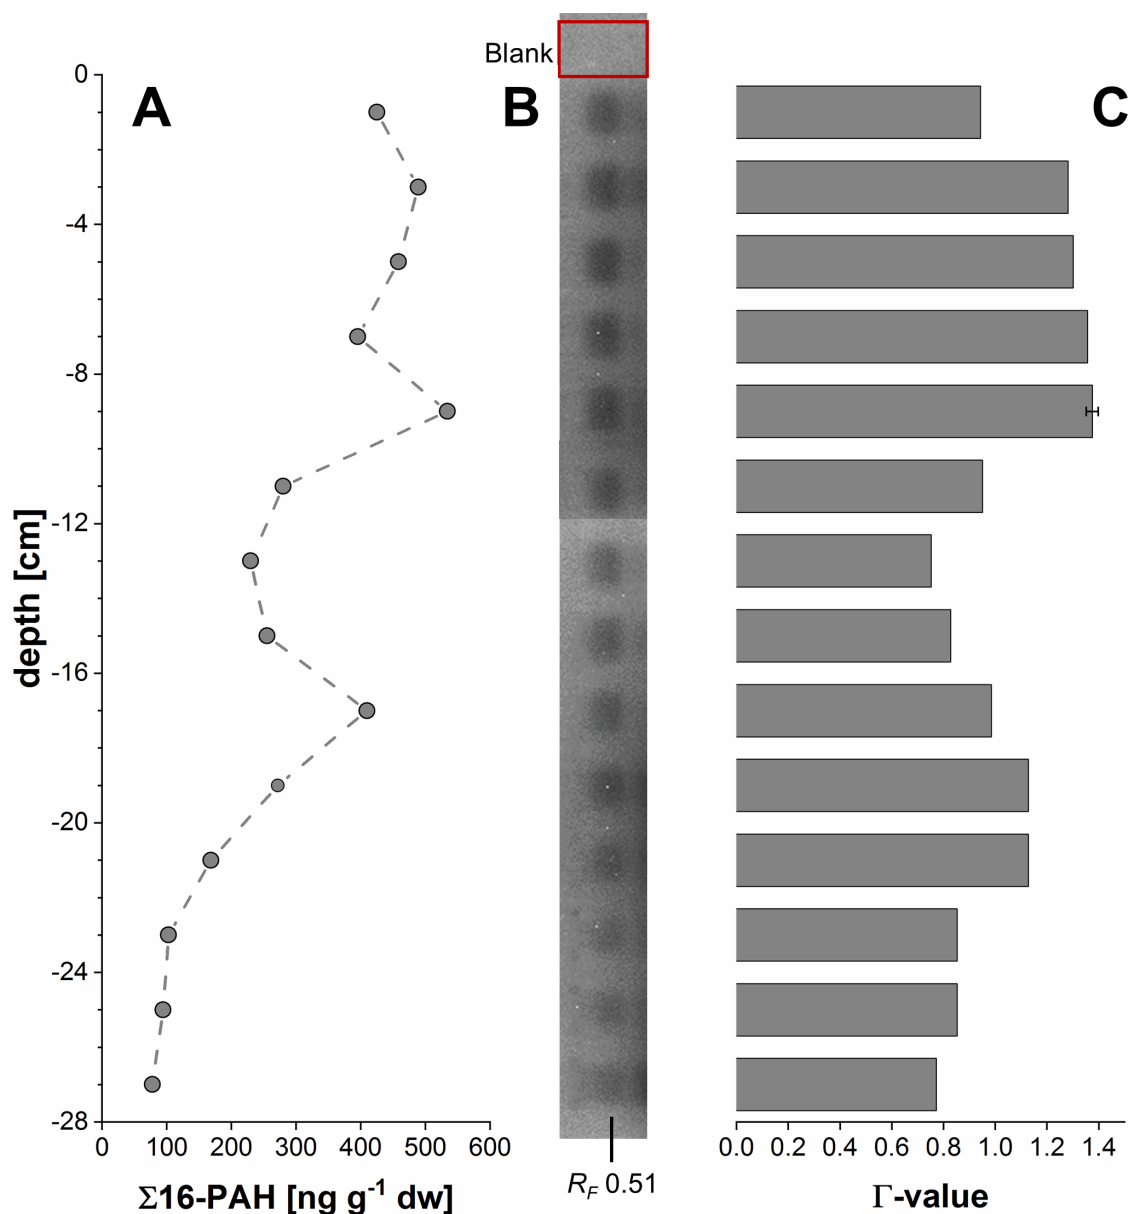 Blank
A
B
C
0
-4
-8
-12
-16
-20
-24
-28
depth [cm]
0 100 200 300 400 500 600
Σ16-PAH [ng g⁻¹ dw]
R_F 0.51
0.0 0.2 0.4 0.6 0.8 1.0 1.2 1.4
Γ-value